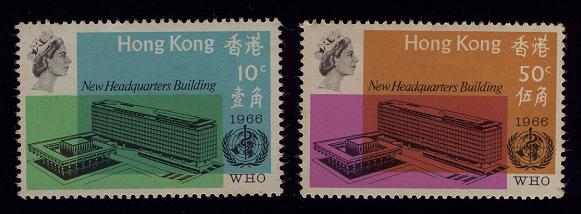 Hong Kong 香港
10c
壹角
New Headquarters Building
1966
WHO
Hong Kong 香港
50c
伍角
New Headquarters Building
1966
WHO